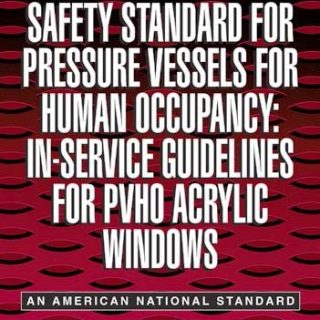 SAFETY STANDARD FOR
PRESSURE VESSELS FOR
HUMAN OCCUPANCY:
IN-SERVICE GUIDELINES
FOR PVHO ACRYLIC
WINDOWS
AN AMERICAN NATIONAL STANDARD